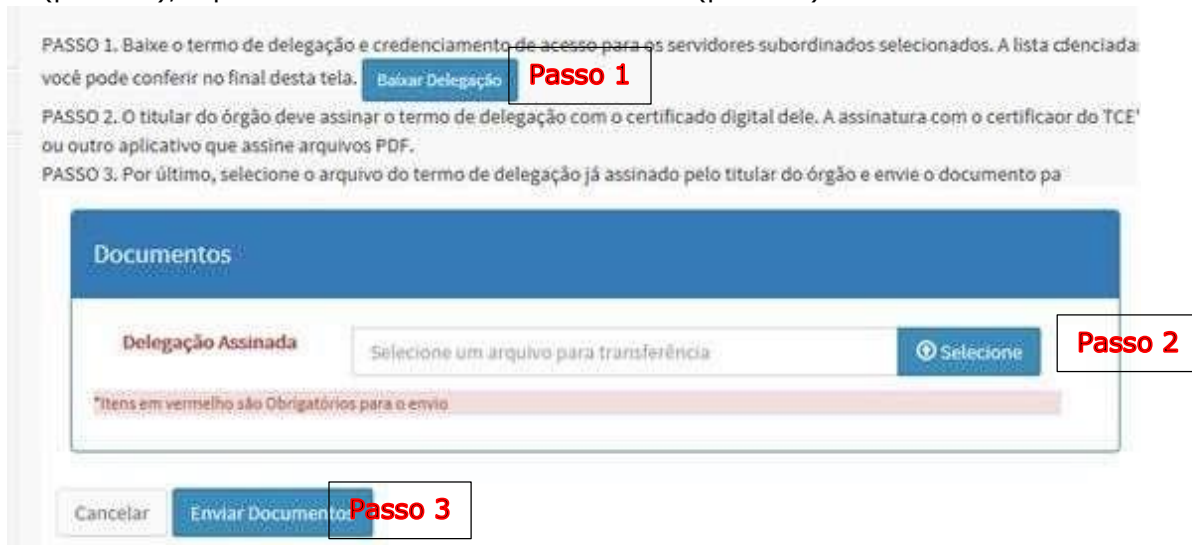 PASSO 1. Baixe o termo de delegação e credenciamento de acesso para os servidores subordinados selecionados. A lista cdenciada
você pode conferir no final desta tela. Baixar Delegação Passo 1
PASSO 2. O titular do órgão deve assinar o termo de delegação com o certificado digital dele. A assinatura com o certificaor do TCE'
ou outro aplicativo que assine arquivos PDF.
PASSO 3. Por último, selecione o arquivo do termo de delegação já assinado pelo titular do órgão e envie o documento pa
Documentos
Delegação Assinada Selecione um arquivo para transferência Selecione Passo 2
*Itens em vermelho são Obrigatórios para o envio
Cancelar Enviar Documentos Passo 3